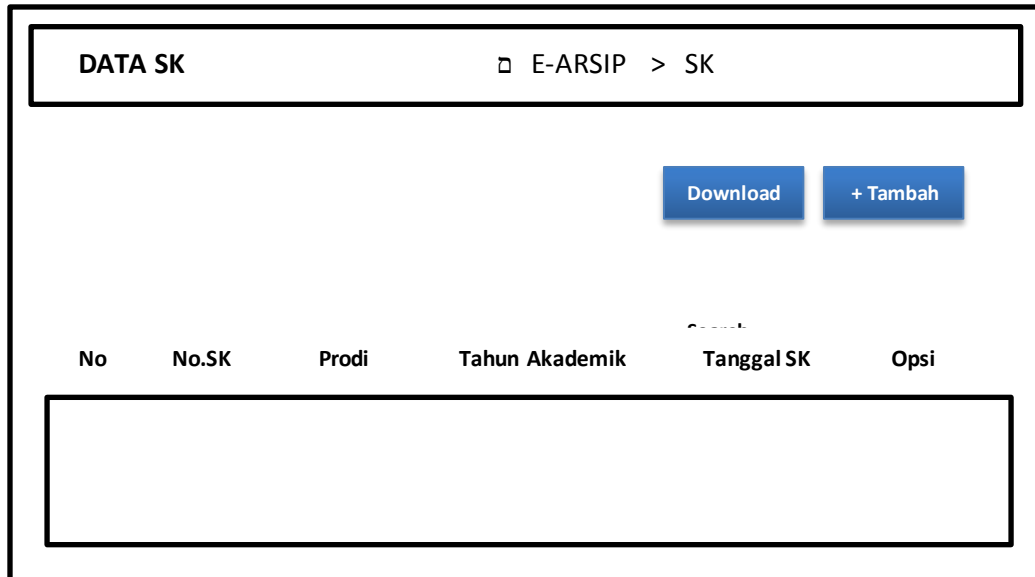 DATA SK ם E-ARSIP > SK
Download + Tambah
No No.SK Prodi Tahun Akademik Tanggal SK Opsi